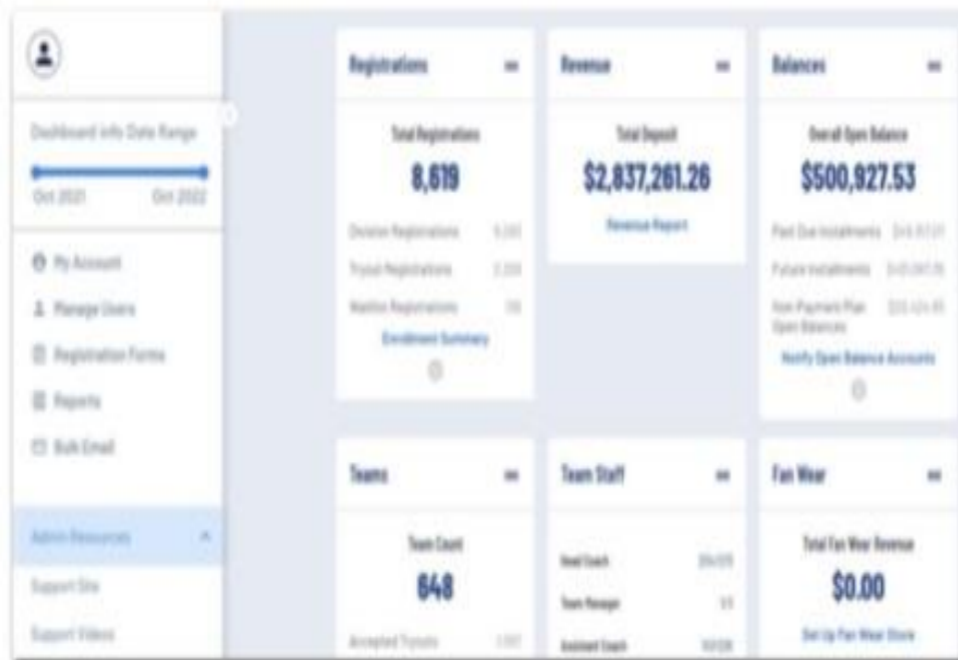 Dashboard Info Date Range
Oct 2021 Oct 2022
My Account
Manage Users
Registration Forms
Reports
Bulk Email
Admin Resources
Support Site
Support Videos
Registrations
Total Registrations
8,619
Division Registrations
Tryout Registrations
Waitlist Registrations
Enrollment Summary
Revenue
Total Deposit
$2,837,261.26
Revenue Report
Balances
Overall Open Balance
$500,927.53
Past Due Installments
Future Installments
Non-Payment Plan
Open Balances
Notify Open Balance Accounts
Teams
Team Count
648
Accepted Tryouts
Team Staff
Head Coach
Team Manager
Assistant Coach
Fan Wear
Total Fan Wear Revenue
$0.00
Set Up Fan Wear Store